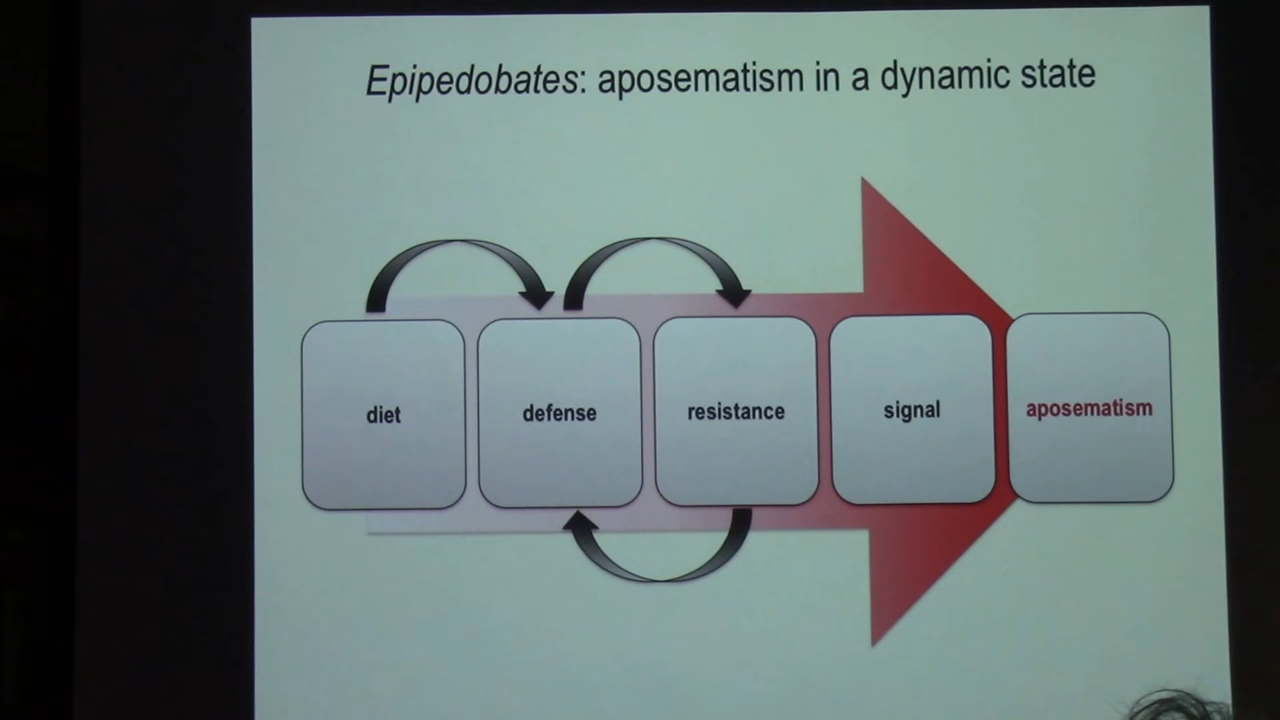 Epipedobates: aposematism in a dynamic state
diet
defense
resistance
signal
aposematism